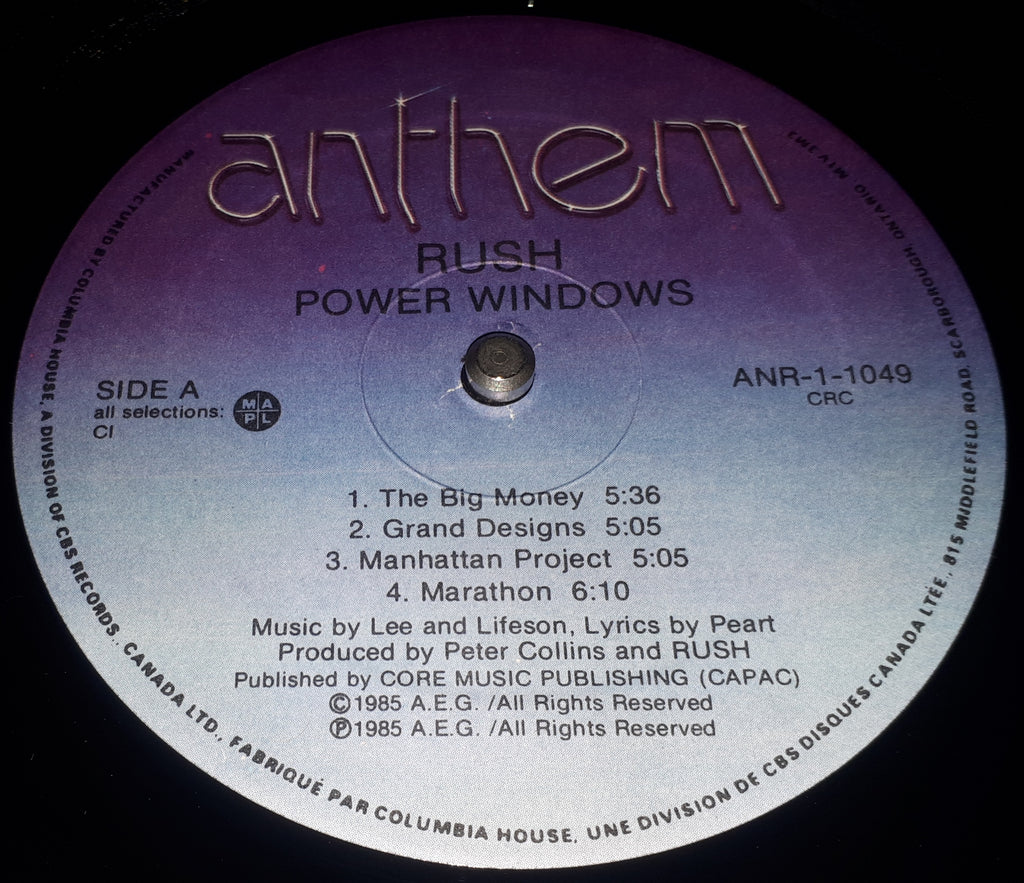 anthem
RUSH
POWER WINDOWS
SIDE A
all selections:
CI
MAPL
ANR-1-1049
CRC
1. The Big Money 5:36
2. Grand Designs 5:05
3. Manhattan Project 5:05
4. Marathon 6:10
Music by Lee and Lifeson, Lyrics by Peart
Produced by Peter Collins and RUSH
Published by CORE MUSIC PUBLISHING (CAPAC)
©1985 A.E.G. /All Rights Reserved
℗1985 A.E.G. /All Rights Reserved
MANUFACTURED BY COLUMBIA HOUSE, A DIVISION OF CBS RECORDS., CANADA LTD., FABRIQUÉ PAR COLUMBIA HOUSE, UNE DIVISION DE CBS DISQUES CANADA LTÉE., 815 MIDDLEFIELD ROAD, SCARBOROUGH, ONTARIO, M1V 3M3